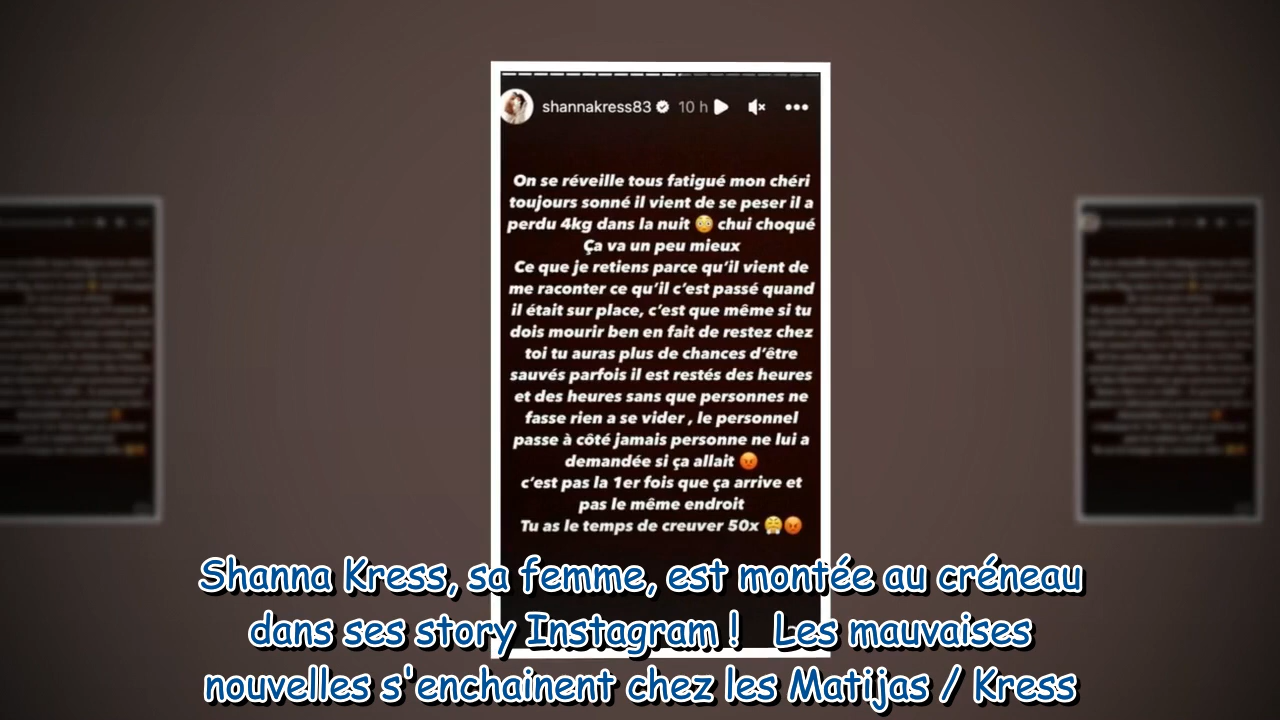 shannakress83 10 h
On se réveille tous fatigué mon chéri
toujours sonné il vient de se peser il a
perdu 4kg dans la nuit 😳 chui choqué
Ça va un peu mieux
Ce que je retiens parce qu'il vient de
me raconter ce qu'il c'est passé quand
il était sur place, c'est que même si tu
dois mourir ben en fait de restez chez
toi tu auras plus de chances d'être
sauvés parfois il est restés des heures
et des heures sans que personnes ne
fasse rien a se vider , le personnel
passe à côté jamais personne ne lui a
demandée si ça allait 😡
c'est pas la 1er fois que ça arrive et
pas le même endroit
Tu as le temps de creuver 50x 😤😡
Shanna Kress, sa femme, est montée au créneau
dans ses story Instagram ! Les mauvaises
nouvelles s'enchainent chez les Matijas / Kress